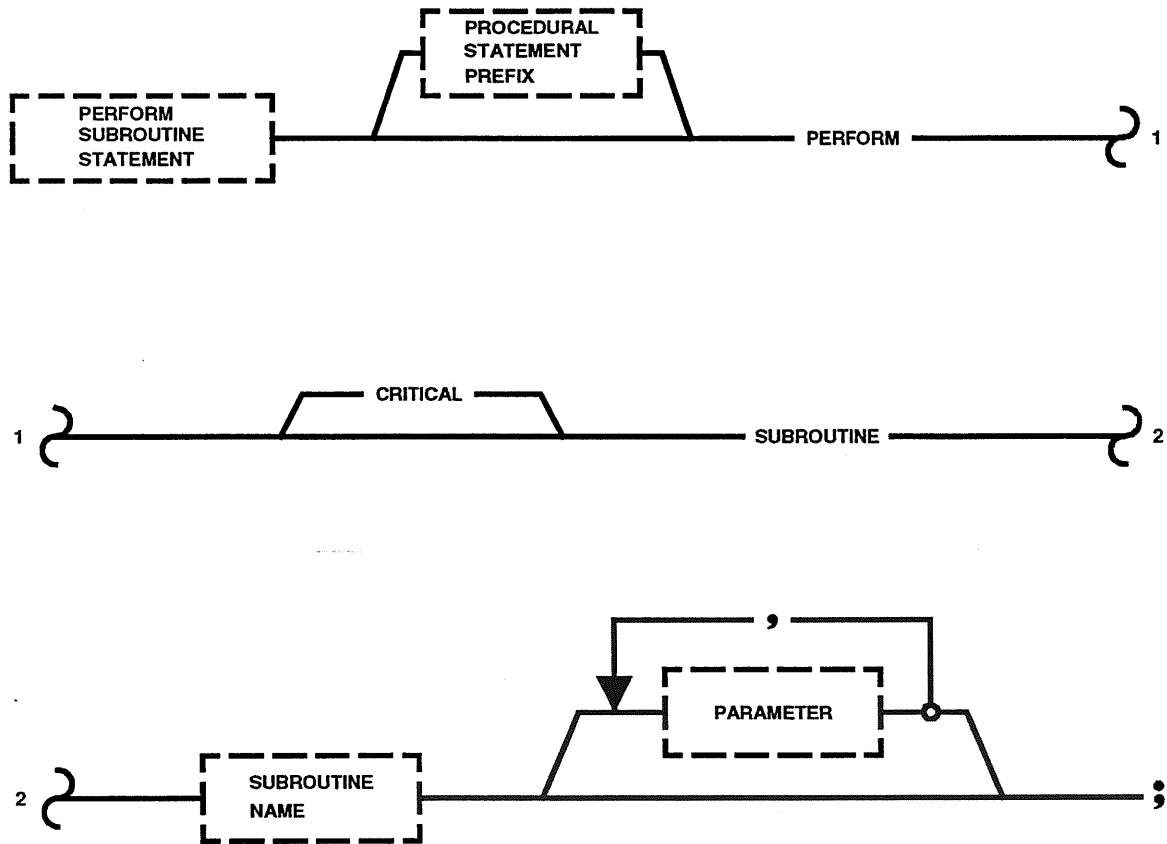 PROCEDURAL
STATEMENT
PREFIX
PERFORM
SUBROUTINE
STATEMENT
PERFORM
1
1
CRITICAL
SUBROUTINE
2
,
PARAMETER
2
SUBROUTINE
NAME
;